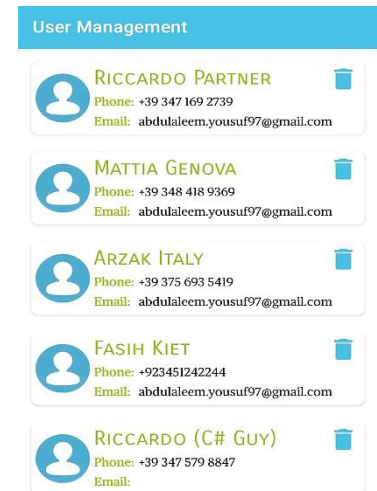 User Management
Riccardo Partner
Phone: +39 347 169 2739
Email: abdulaleem.yousuf97@gmail.com
Mattia Genova
Phone: +39 348 418 9369
Email: abdulaleem.yousuf97@gmail.com
Arzak Italy
Phone: +39 375 693 5419
Email: abdulaleem.yousuf97@gmail.com
Fasih Kiet
Phone: +923451242244
Email: abdulaleem.yousuf97@gmail.com
Riccardo (C# Guy)
Phone: +39 347 579 8847
Email: